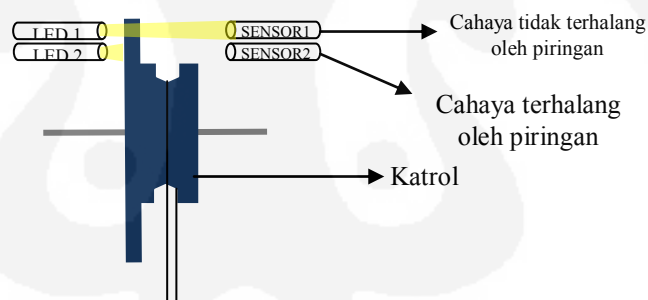 LED 1
SENSOR1
Cahaya tidak terhalang
oleh piringan
LED 2
SENSOR2
Cahaya terhalang
oleh piringan
Katrol